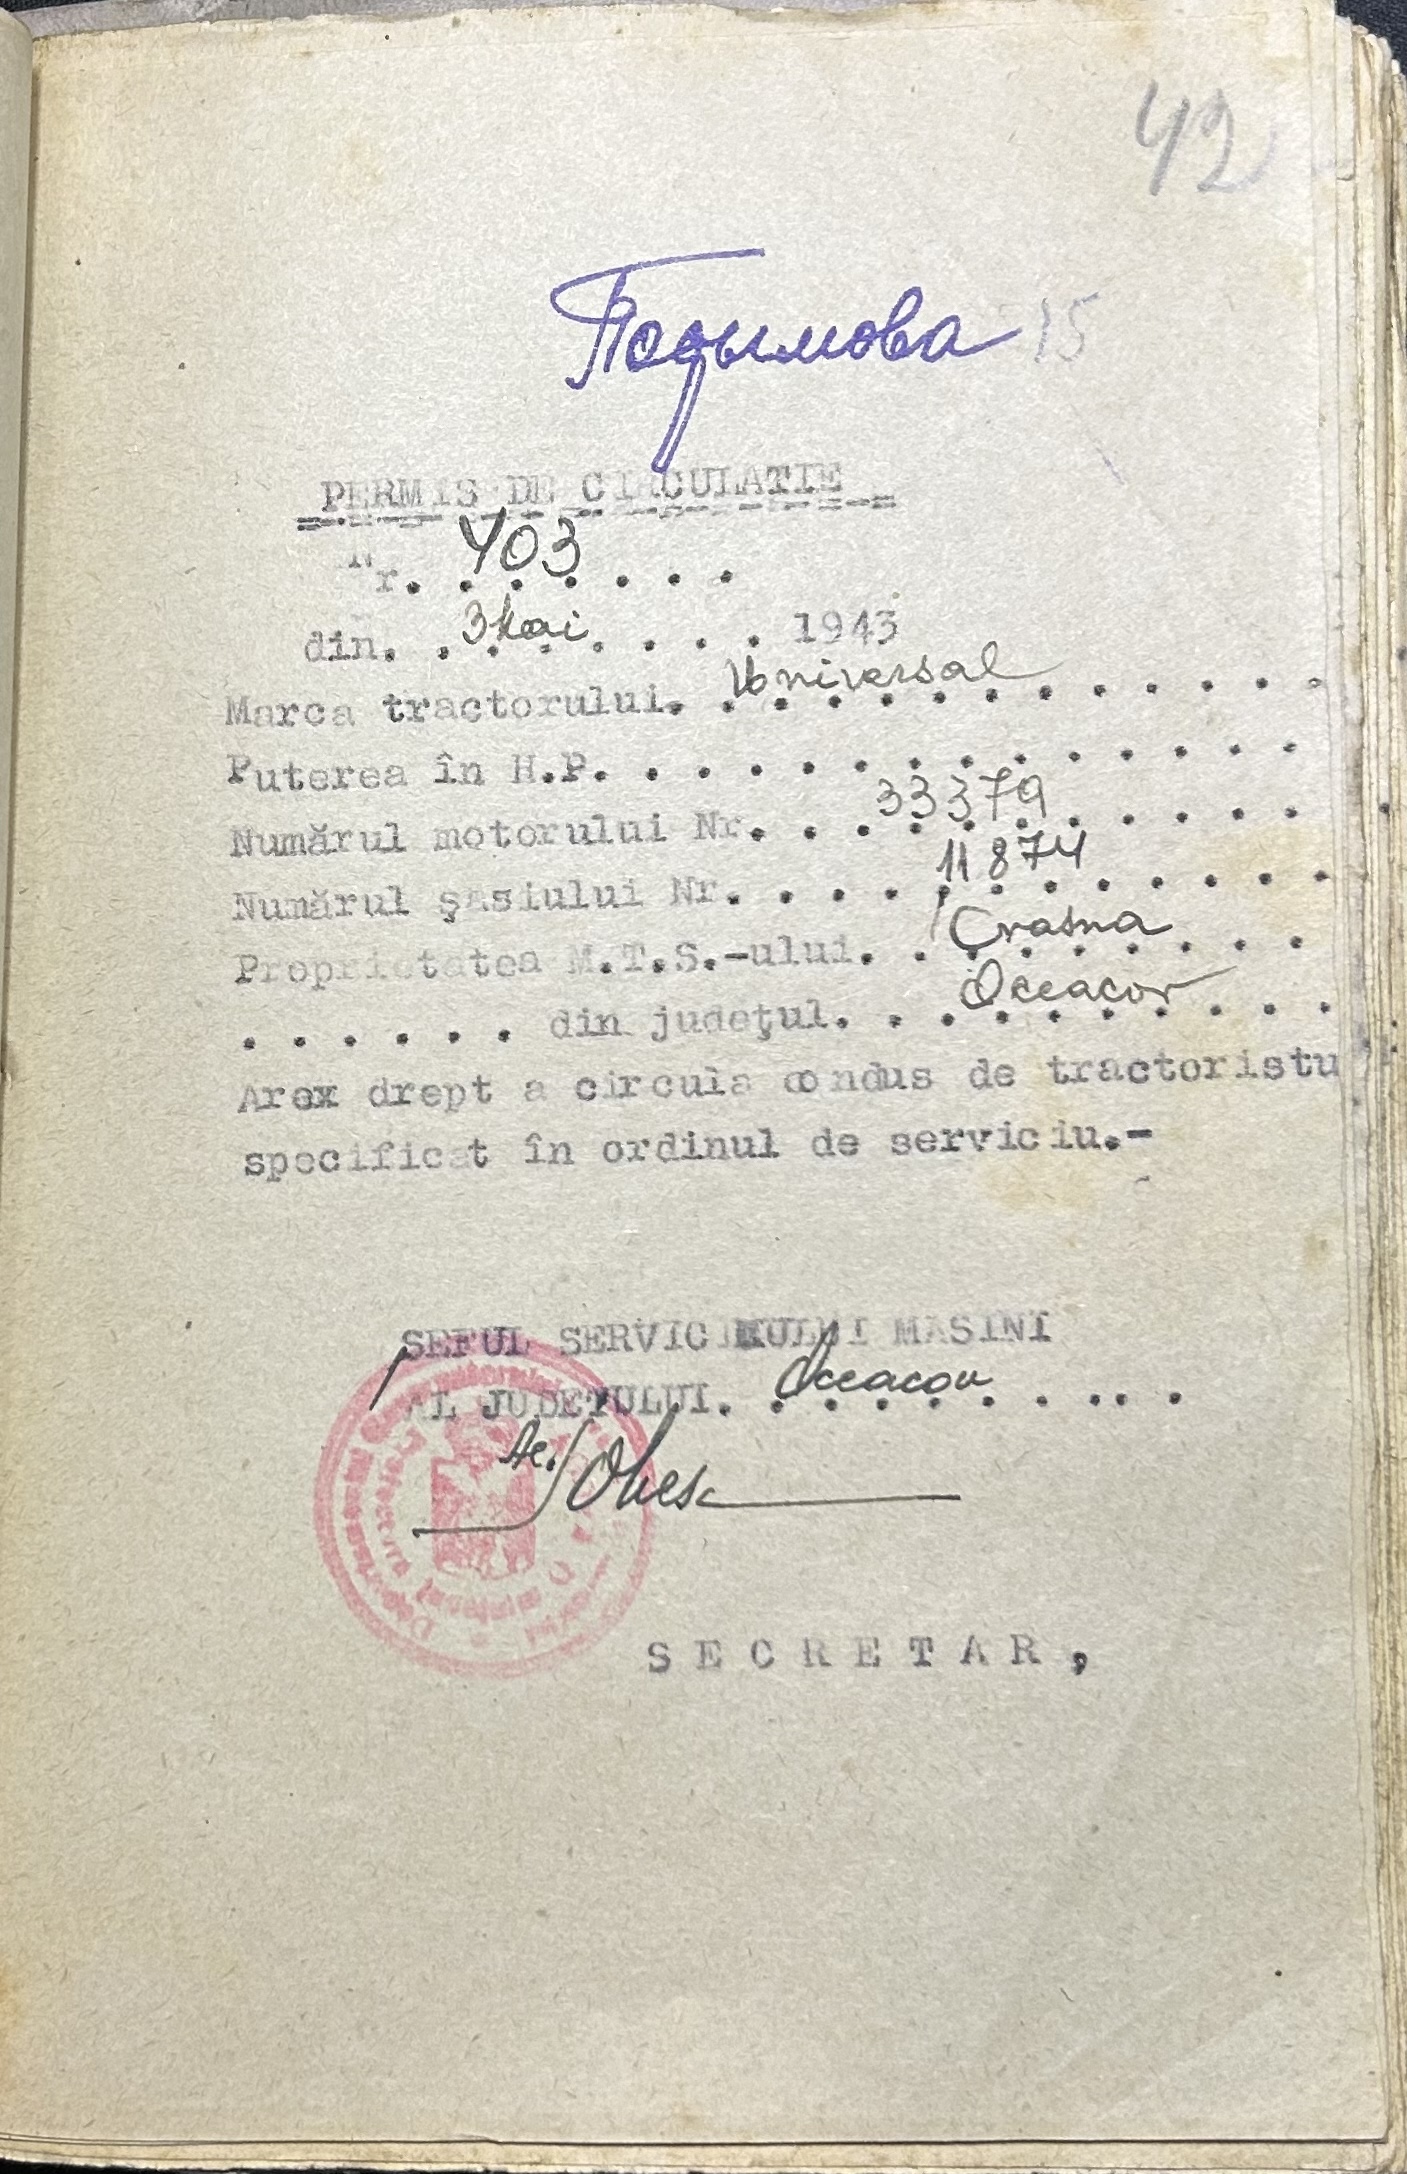 42
Подымова 15
PERMIS DE CIRCULATIE
Nr. 403
din. 3 Mai 1943
Marca tractorului. Universal
Puterea în H.P.
Numărul motorului Nr. 33379
Numărul şasiului Nr. 11874
Proprietatea M.T.S.-ului. Crasna
din judeţul. Oceacov
Arex drept a circula condus de tractoristu
specificat în ordinul de serviciu.-
SEFUL SERVICIULUI MASINI
AL JUDEŢULUI. Oceacov
SECRETAR,